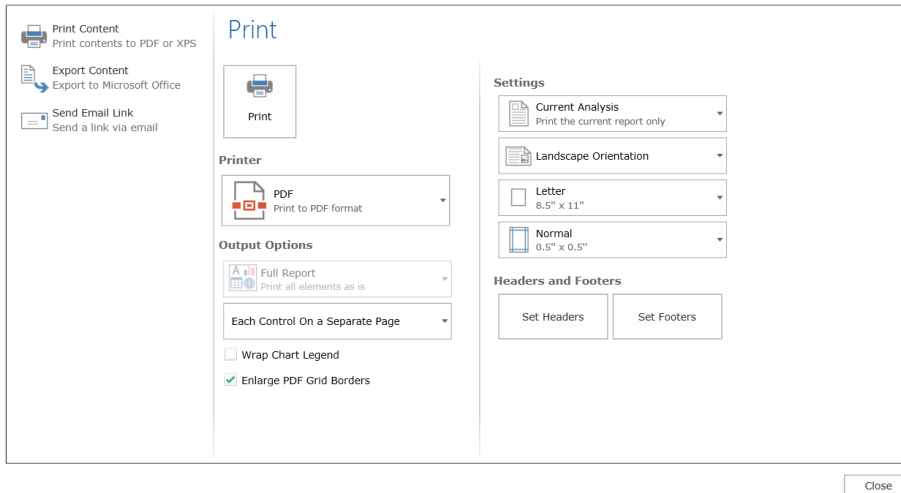 Print Content
Print contents to PDF or XPS
Export Content
Export to Microsoft Office
Send Email Link
Send a link via email
Print
Print
Printer
PDF
Print to PDF format
Output Options
A
Full Report
Print all elements as is
Each Control On a Separate Page
Wrap Chart Legend
Enlarge PDF Grid Borders
Settings
Current Analysis
Print the current report only
Landscape Orientation
Letter
8.5" x 11"
Normal
0.5" x 0.5"
Headers and Footers
Set Headers
Set Footers
Close